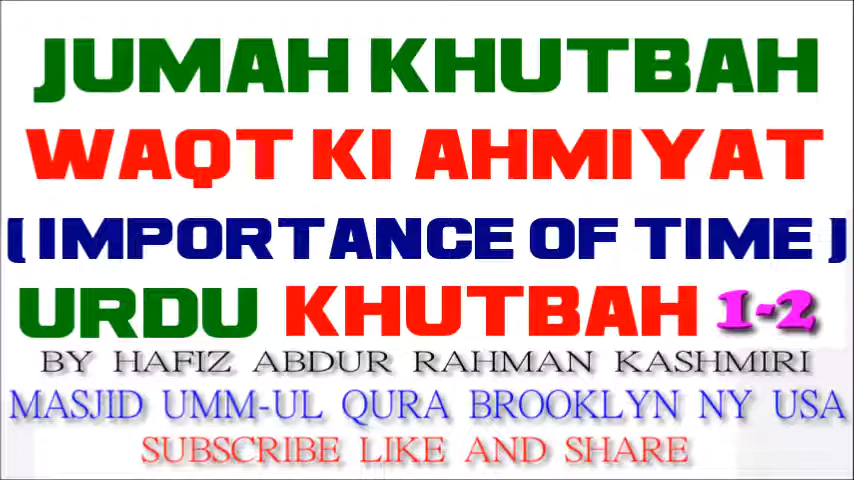 JUMAH KHUTBAH
WAQT KI AHMIYAT
(IMPORTANCE OF TIME)
URDU KHUTBAH 1-2
BY HAFIZ ABDUR RAHMAN KASHMIRI
MASJID UMM-UL QURA BROOKLYN NY USA
SUBSCRIBE LIKE AND SHARE